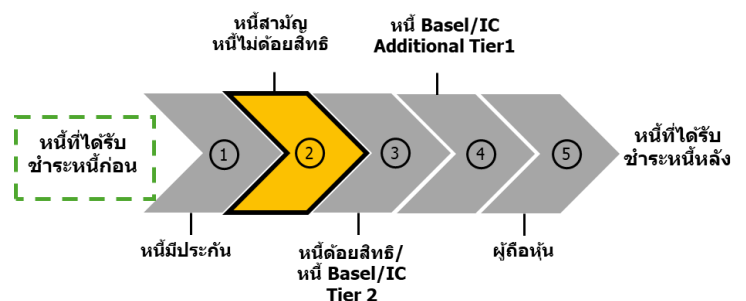 หนี้สามัญ
หนี้ไม่ด้อยสิทธิ
หนี้ Basel/IC
Additional Tier1
หนี้ที่ได้รับ
ชำระหนี้ก่อน
1
2
3
4
5
หนี้ที่ได้รับ
ชำระหนี้หลัง
หนี้มีประกัน
หนี้ด้อยสิทธิ/
หนี้ Basel/IC
Tier 2
ผู้ถือหุ้น